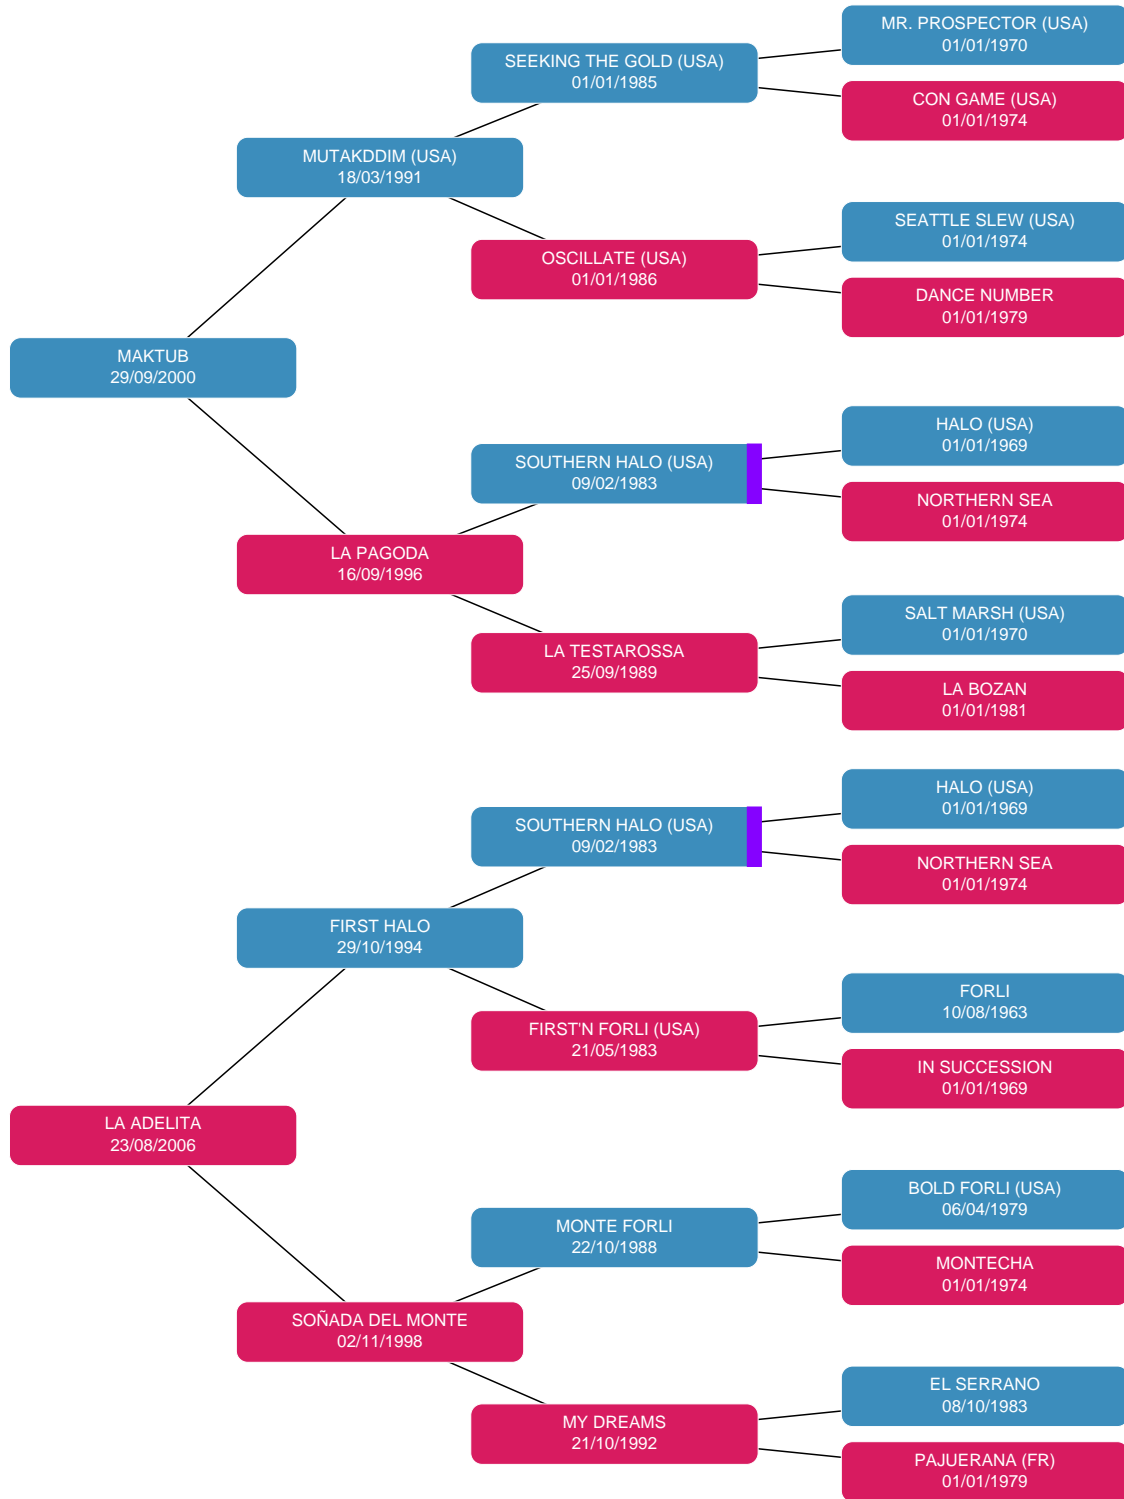 MR. PROSPECTOR (USA)
01/01/1970
SEEKING THE GOLD (USA)
01/01/1985
CON GAME (USA)
01/01/1974
MUTAKDDIM (USA)
18/03/1991
SEATTLE SLEW (USA)
01/01/1974
OSCILLATE (USA)
01/01/1986
DANCE NUMBER
01/01/1979
MAKTUB
29/09/2000
HALO (USA)
01/01/1969
SOUTHERN HALO (USA)
09/02/1983
NORTHERN SEA
01/01/1974
LA PAGODA
16/09/1996
SALT MARSH (USA)
01/01/1970
LA TESTAROSSA
25/09/1989
LA BOZAN
01/01/1981
HALO (USA)
01/01/1969
SOUTHERN HALO (USA)
09/02/1983
NORTHERN SEA
01/01/1974
FIRST HALO
29/10/1994
FORLI
10/08/1963
FIRST'N FORLI (USA)
21/05/1983
IN SUCCESSION
01/01/1969
LA ADELITA
23/08/2006
BOLD FORLI (USA)
06/04/1979
MONTE FORLI
22/10/1988
MONTECHA
01/01/1974
SOÑADA DEL MONTE
02/11/1998
EL SERRANO
08/10/1983
MY DREAMS
21/10/1992
PAJUERANA (FR)
01/01/1979